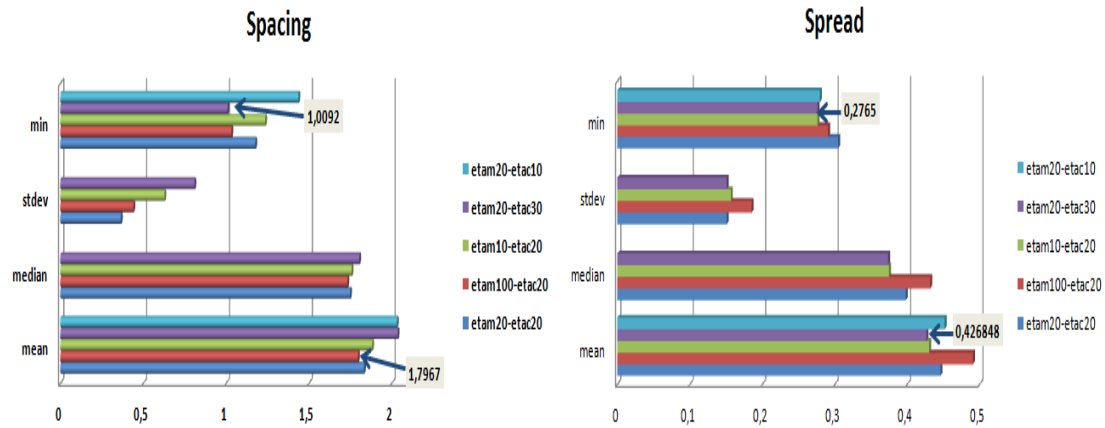 Spacing
min
stdev
median
mean
1,0092
1,7967
0
0,5
1
1,5
2
etam20-etac10
etam20-etac30
etam10-etac20
etam100-etac20
etam20-etac20
Spread
min
stdev
median
mean
0,2765
0,426848
0
0,1
0,2
0,3
0,4
0,5
etam20-etac10
etam20-etac30
etam10-etac20
etam100-etac20
etam20-etac20